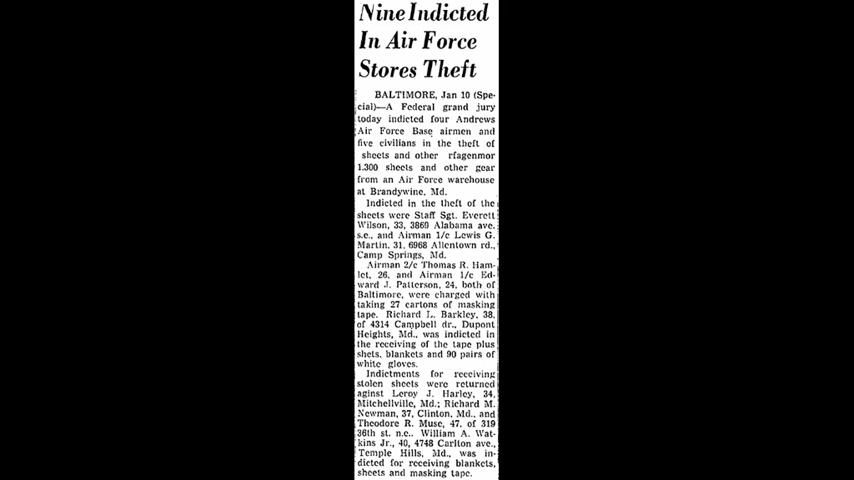 Nine Indicted
In Air Force
Stores Theft
BALTIMORE, Jan 10 (Spe-
cial)—A Federal grand jury
today indicted four Andrews
Air Force Base airmen and
five civilians in the theft of
sheets and other rfagenmor
1.300 sheets and other gear
from an Air Force warehouse
at Brandywine, Md.
Indicted in the theft of the
sheets were Staff Sgt. Everett
Wilson, 33, 3869 Alabama ave.
s.e., and Airman 1/c Lewis G.
Martin, 31, 6968 Allentown rd.,
Camp Springs, Md.
Airman 2/c Thomas R. Ham-
let, 26, and Airman 1/c Ed-
ward J. Patterson, 24, both of
Baltimore, were charged with
taking 27 cartons of masking
tape. Richard L. Barkley, 38,
of 4314 Campbell dr., Dupont
Heights, Md., was indicted in
the receiving of the tape plus
shets, blankets and 90 pairs of
white gloves.
Indictments for receiving
stolen sheets were returned
aginst Leroy J. Harley, 34,
Mitchellville, Md.; Richard M.
Newman, 37, Clinton, Md., and
Theodore R. Muse, 47, of 319
36th st. n.e.. William A. Wat-
kins Jr., 40, 4748 Carlton ave.,
Temple Hills, Md., was in-
dicted for receiving blankets,
sheets and masking tape.